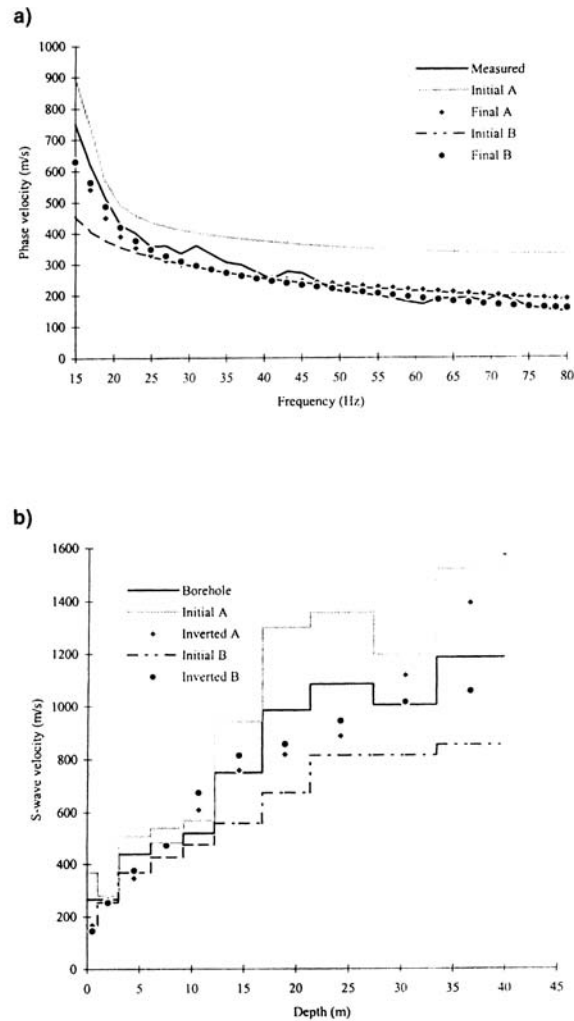 a)
1000
900
800
700
600
500
400
300
200
100
0
Phase velocity (m/s)
Measured
Initial A
Final A
Initial B
Final B
15 20 25 30 35 40 45 50 55 60 65 70 75 80
Frequency (Hz)
b)
1600
1400
1200
1000
800
600
400
200
0
S-wave velocity (m/s)
Borehole
Initial A
Inverted A
Initial B
Inverted B
0 5 10 15 20 25 30 35 40 45
Depth (m)